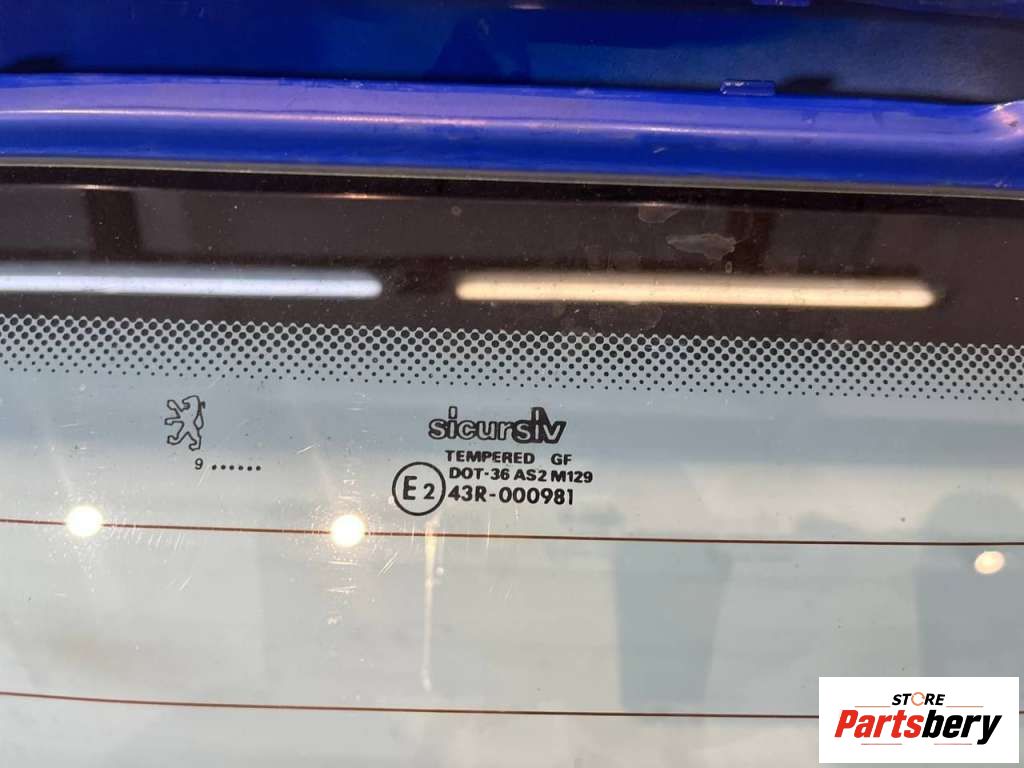 sicursiv
TEMPERED GF
DOT-36 AS2 M129
E2 43R-000981
9 ......
STORE
Partsbery